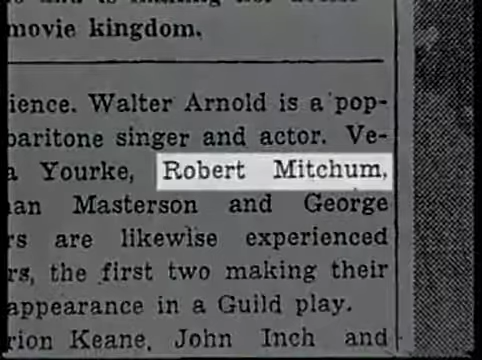 movie kingdom.
ience. Walter Arnold is a pop-
baritone singer and actor. Ve-
a Yourke, Robert Mitchum,
an Masterson and George
rs are likewise experienced
rs, the first two making their
appearance in a Guild play.
rion Keane, John Inch and